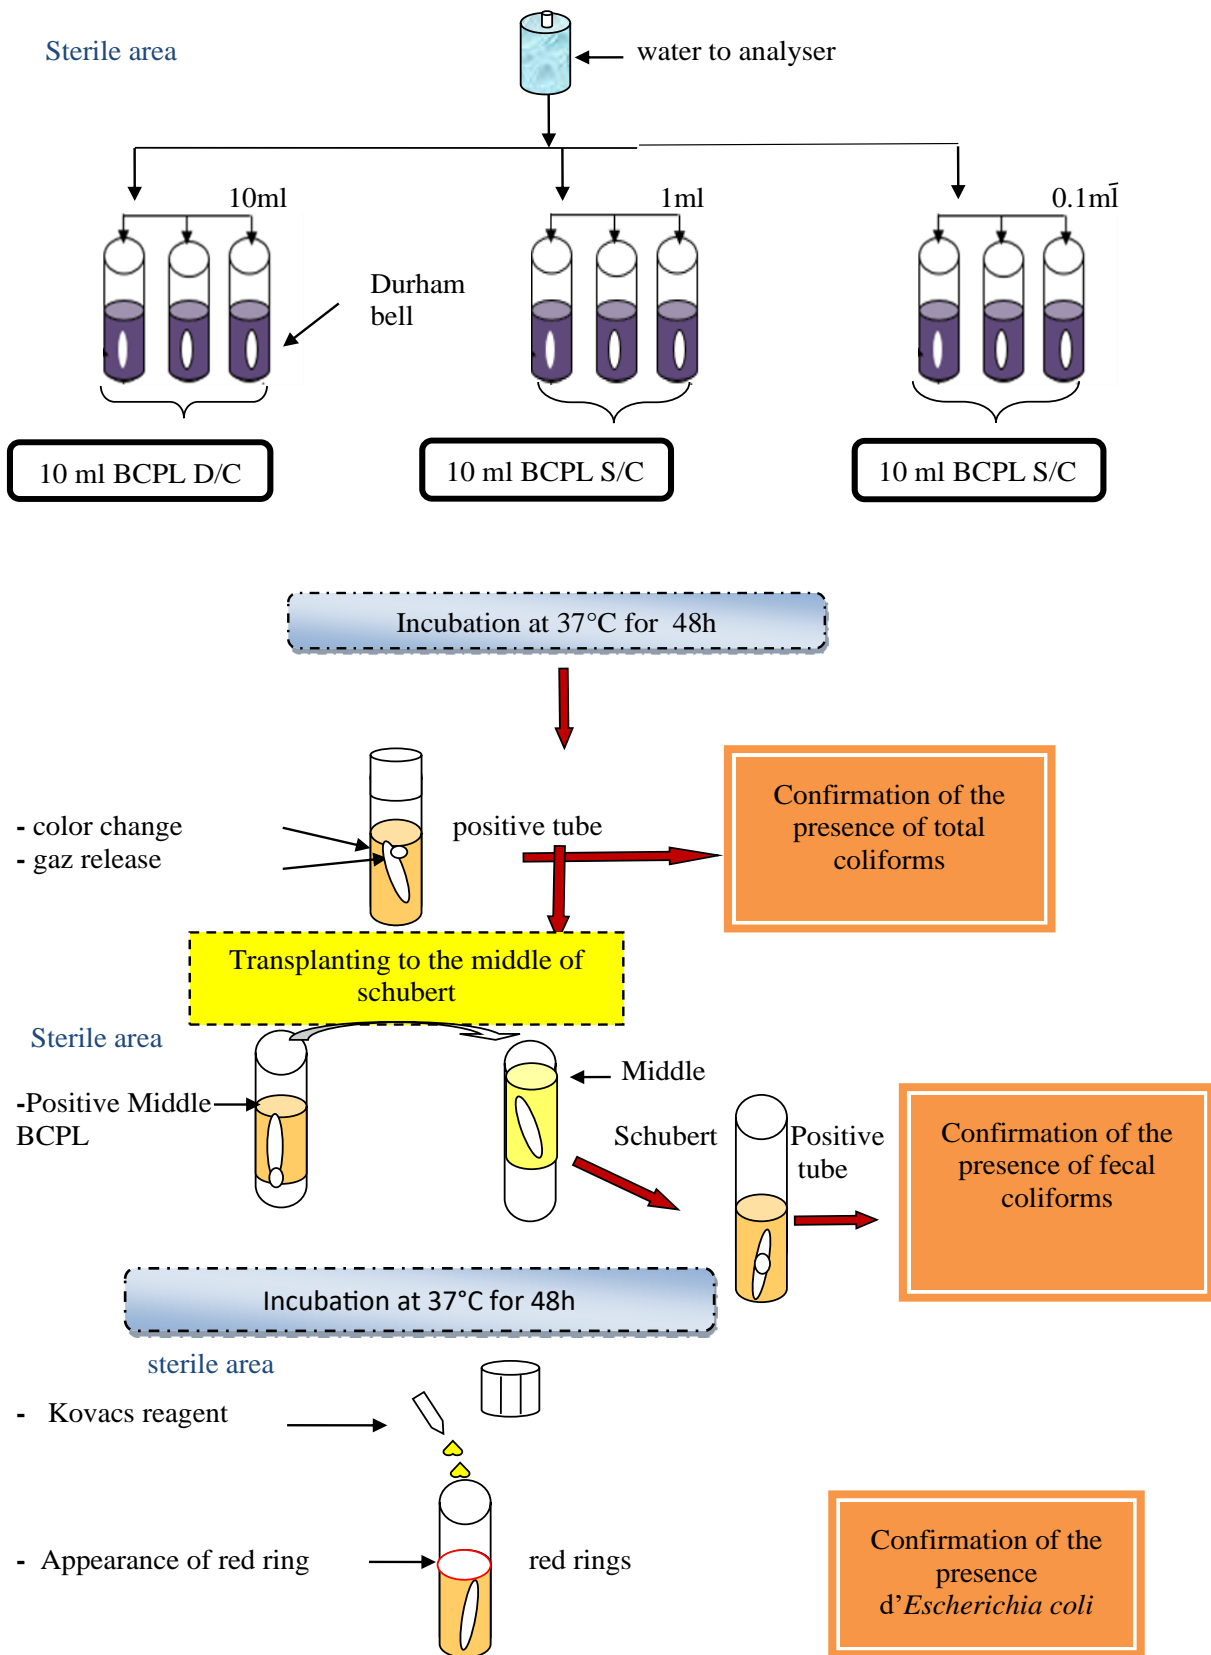 Sterile area
water to analyser
10ml
1ml
0.1ml
Durham
bell
10 ml BCPL D/C
10 ml BCPL S/C
10 ml BCPL S/C
Incubation at 37°C for 48h
- color change
- gaz release
positive tube
Confirmation of the
presence of total
coliforms
Transplanting to the middle of
schubert
Sterile area
-Positive Middle
BCPL
Middle
Schubert
Positive
tube
Confirmation of the
presence of fecal
coliforms
Incubation at 37°C for 48h
sterile area
- Kovacs reagent
- Appearance of red ring
red rings
Confirmation of the
presence
d’Escherichia coli